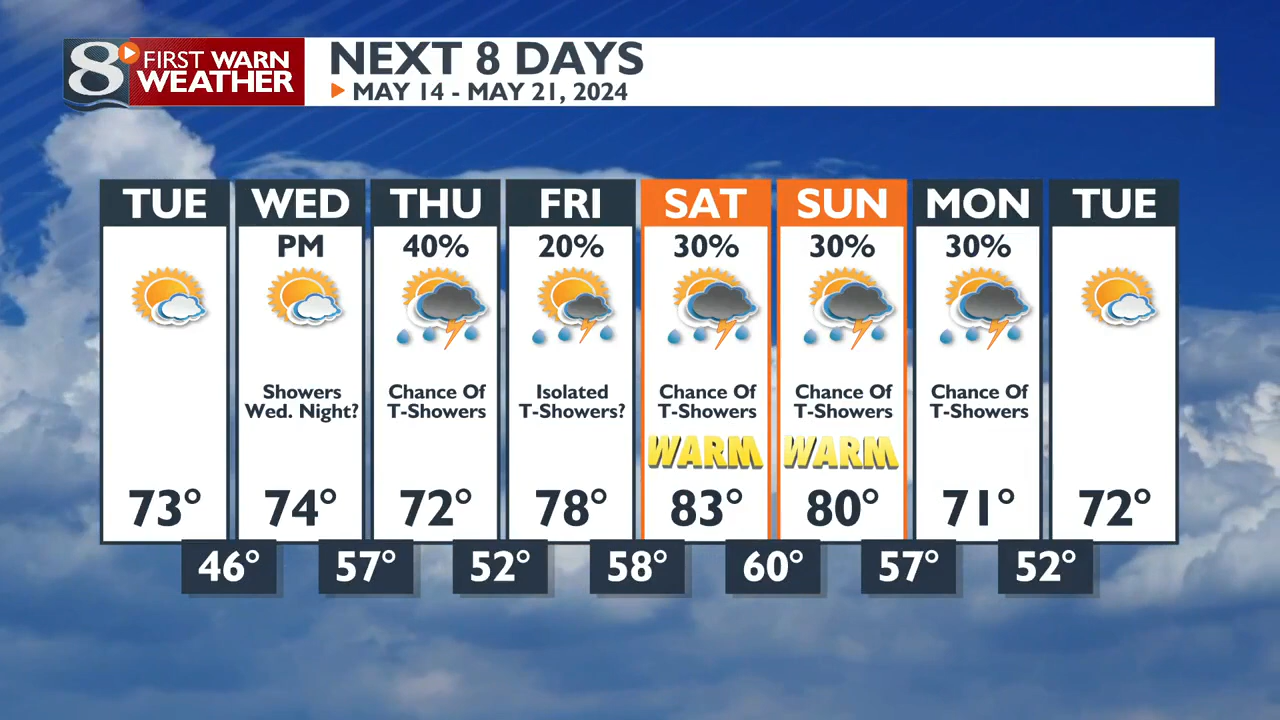 8 FIRST WARN
WEATHER
NEXT 8 DAYS
MAY 14 - MAY 21, 2024
TUE WED THU FRI SAT SUN MON TUE
PM 40% 20% 30% 30% 30%
Showers Chance Of Isolated Chance Of Chance Of Chance Of
Wed. Night? T-Showers T-Showers? T-Showers T-Showers T-Showers
WARM WARM
73° 74° 72° 78° 83° 80° 71° 72°
46° 57° 52° 58° 60° 57° 52°